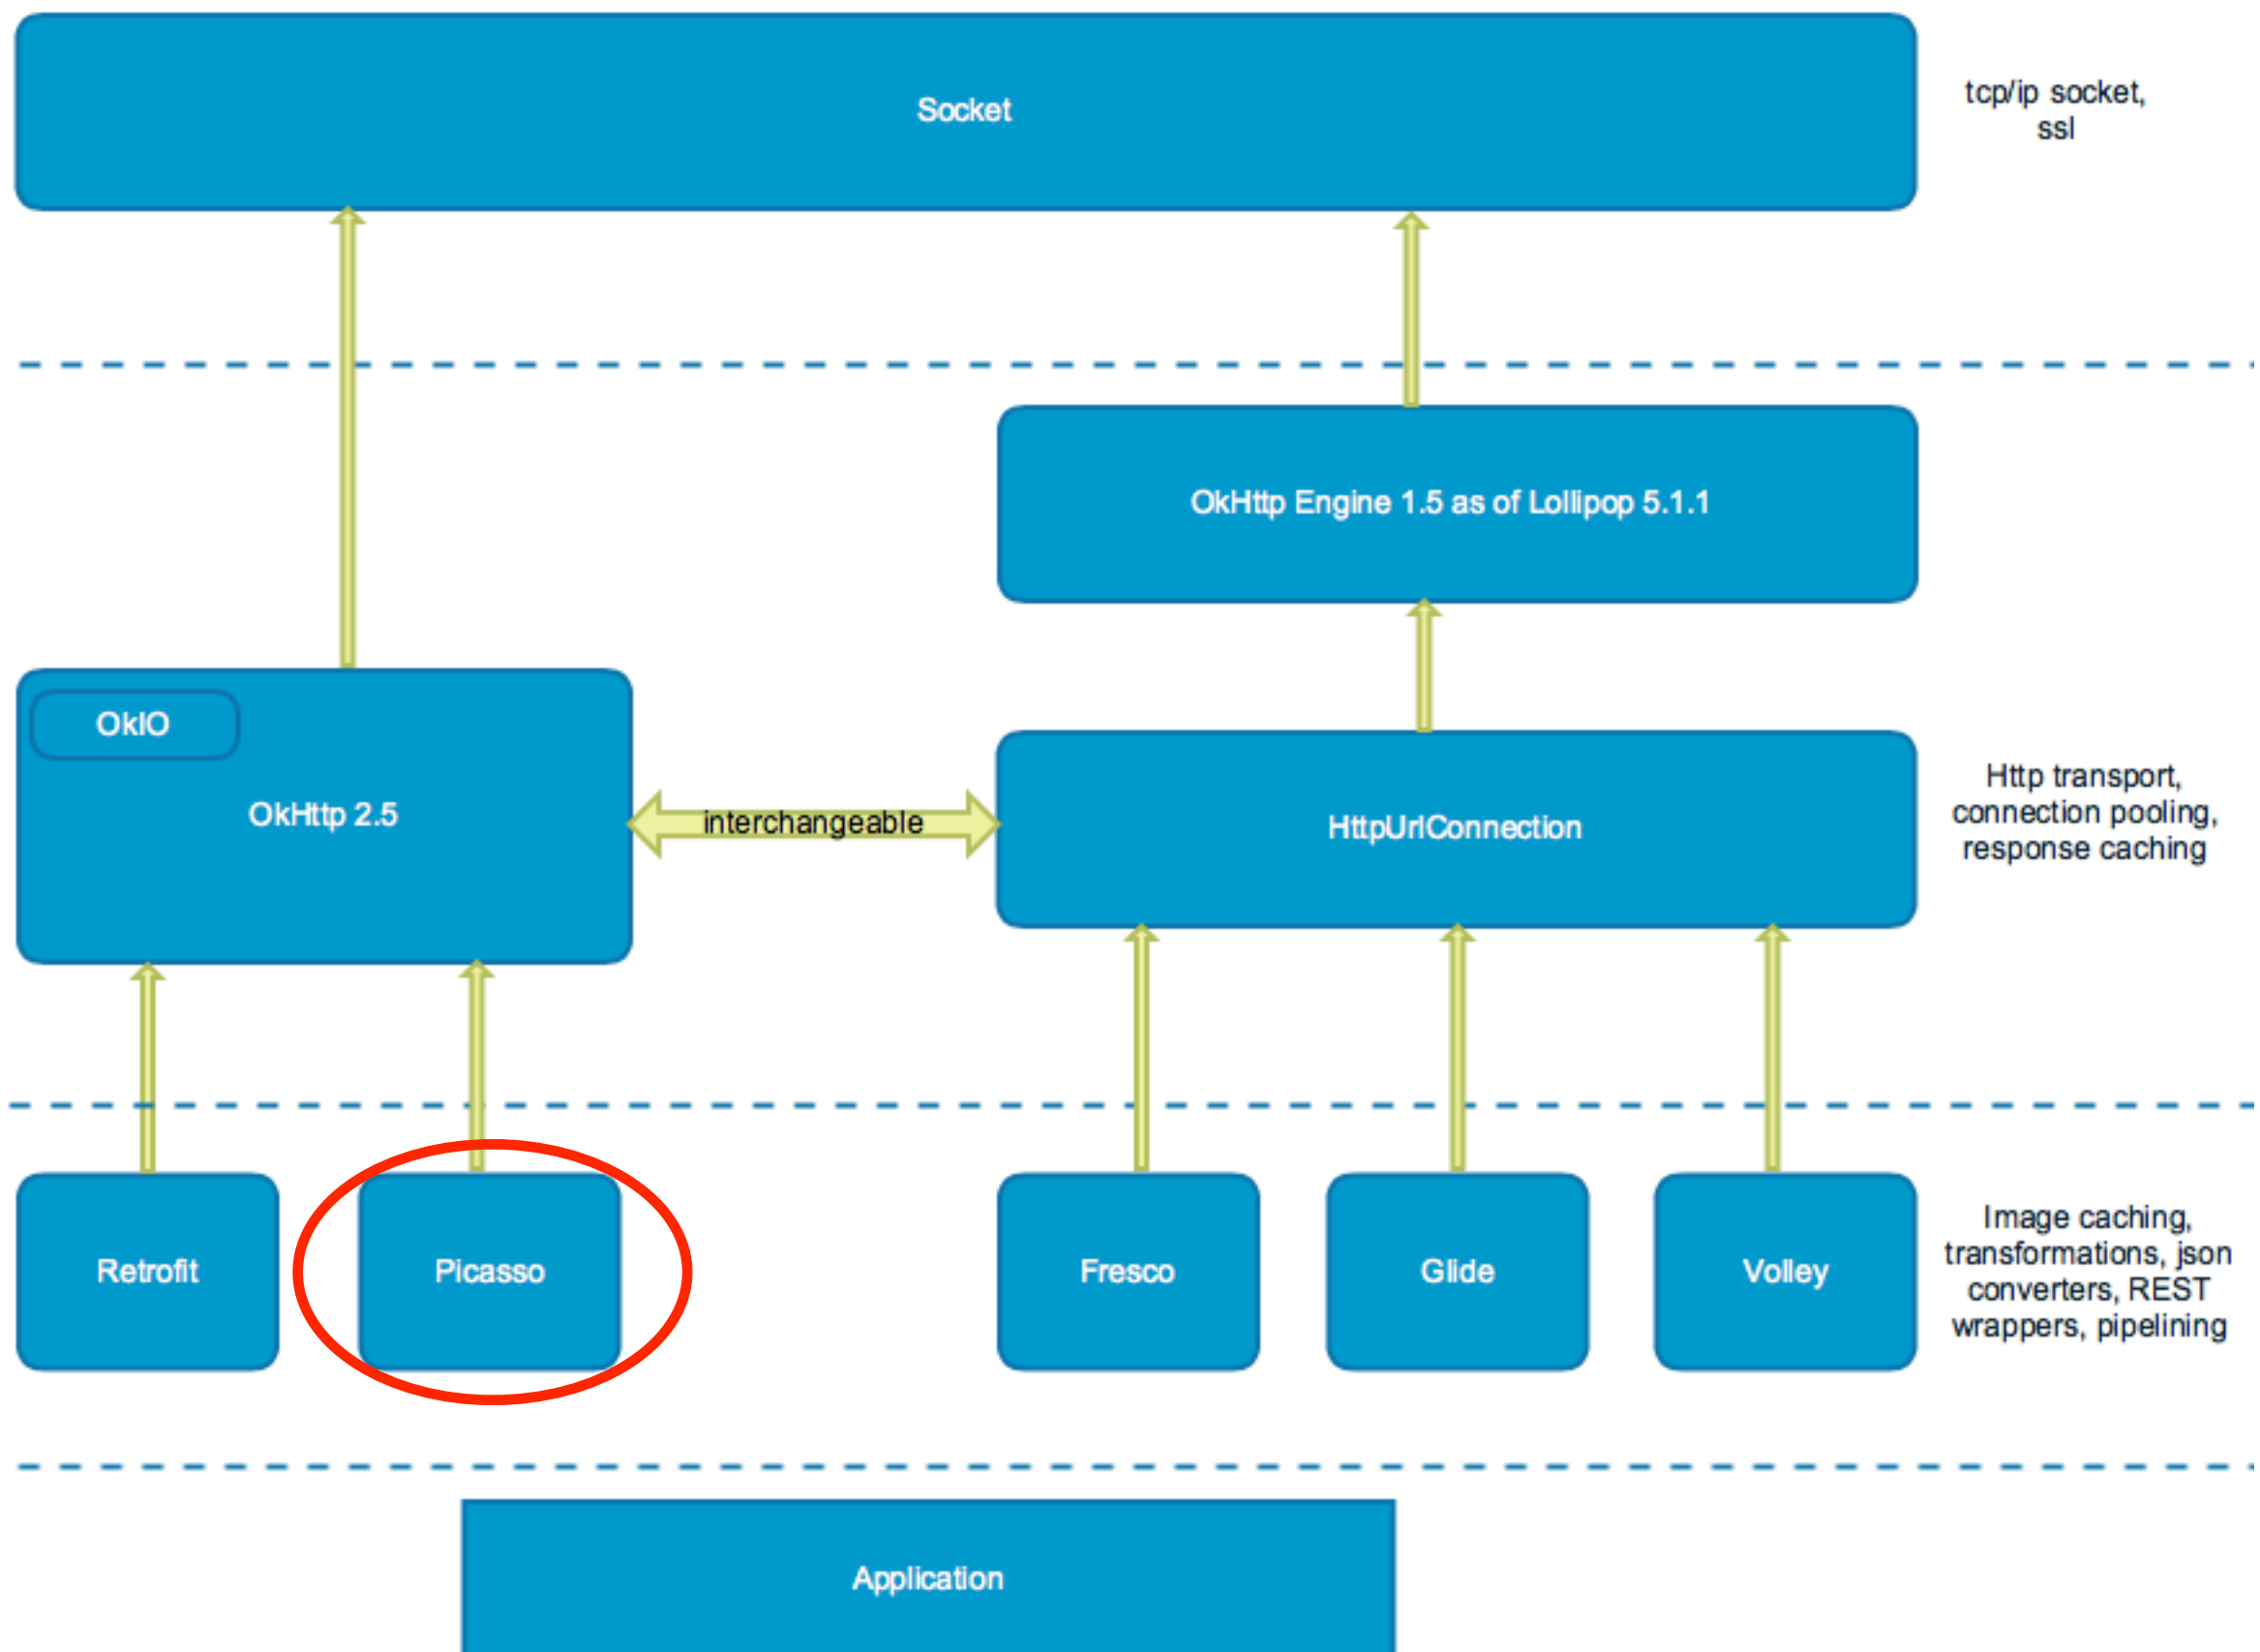 Socket
tcp/ip socket,
ssl
OkHttp Engine 1.5 as of Lollipop 5.1.1
OkIO
OkHttp 2.5
interchangeable
HttpUrlConnection
Http transport,
connection pooling,
response caching
Retrofit
Picasso
Fresco
Glide
Volley
Image caching,
transformations, json
converters, REST
wrappers, pipelining
Application